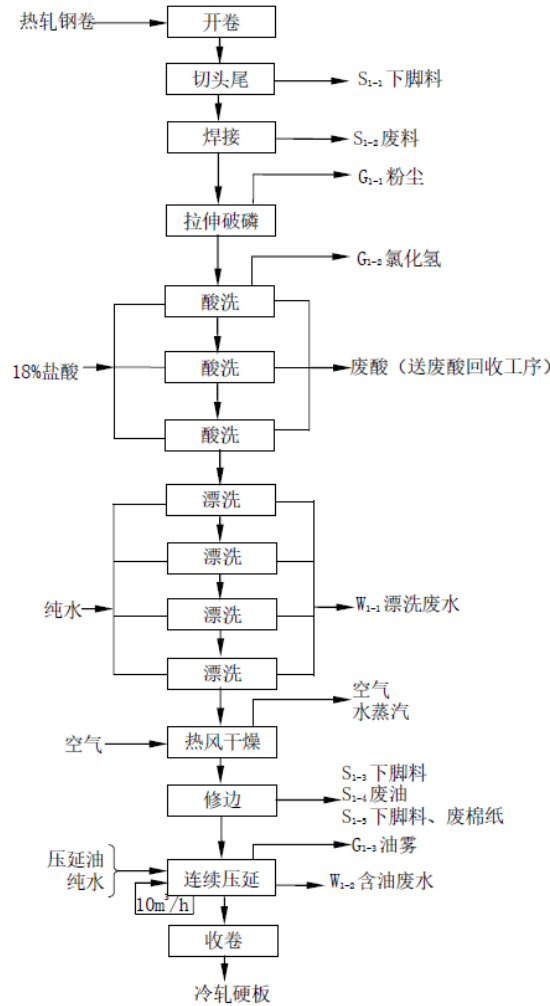 热轧钢卷
开卷
切头尾
S₁₋₁下脚料
焊接
S₁₋₂废料
G₁₋₁粉尘
拉伸破磷
G₁₋₂氯化氢
酸洗
18%盐酸
酸洗
废酸（送废酸回收工序）
酸洗
漂洗
漂洗
纯水
漂洗
W₁₋₁漂洗废水
漂洗
空气
水蒸汽
空气
热风干燥
S₁₋₃下脚料
修边
S₁₋₄废油
S₁₋₅下脚料、废棉纸
G₁₋₃油雾
压延油
纯水
连续压延
W₁₋₂含油废水
10m³/h
收卷
冷轧硬板